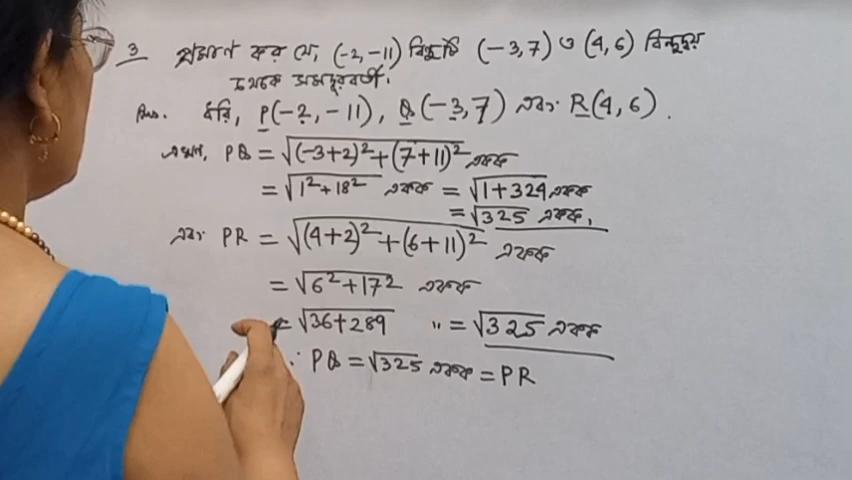 3 প্রমাণ কর যে, (-2, -11) বিন্দুটি (-3, 7) ও (4, 6) বিন্দুদ্বয়
থেকে সমদূরবর্তী।
Ans. ধরি, P(-2, -11), Q(-3, 7) এবং R(4, 6).
এখন, PQ = √(-3+2)² + (7+11)² একক
= √1² + 18² একক = √1 + 324 একক
= √325 একক,
এবং PR = √(4+2)² + (6+11)² একক
= √6² + 17² একক
= √36 + 289 " = √325 একক
∴ PQ = √325 একক = PR